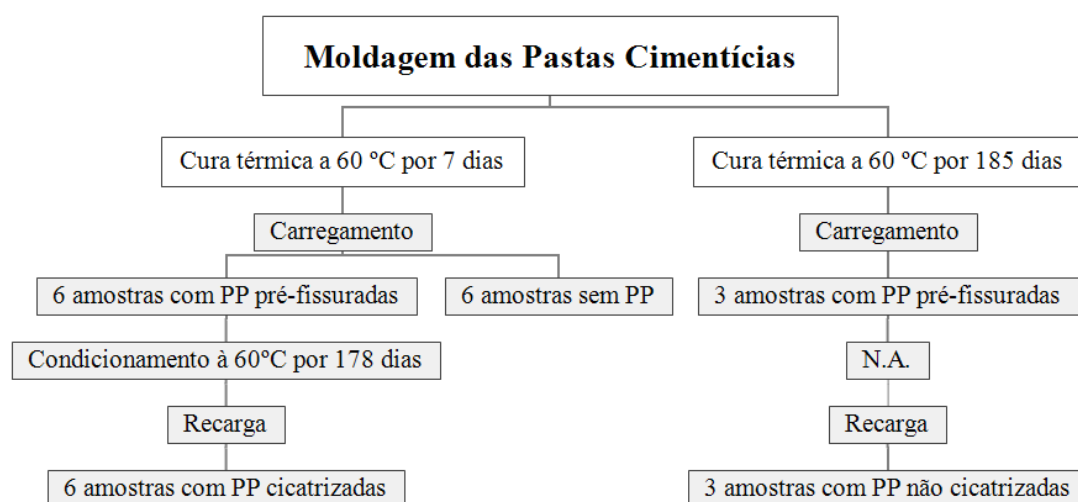 Moldagem das Pastas Cimentícias
Cura térmica a 60 ºC por 7 dias
Cura térmica a 60 ºC por 185 dias
Carregamento
Carregamento
6 amostras com PP pré-fissuradas
6 amostras sem PP
3 amostras com PP pré-fissuradas
Condicionamento à 60ºC por 178 dias
N.A.
Recarga
Recarga
6 amostras com PP cicatrizadas
3 amostras com PP não cicatrizadas